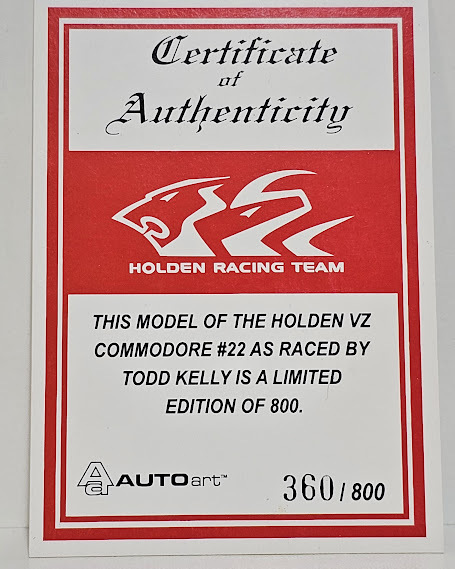 Certificate
of
Authenticity
HOLDEN RACING TEAM
THIS MODEL OF THE HOLDEN VZ
COMMODORE #22 AS RACED BY
TODD KELLY IS A LIMITED
EDITION OF 800.
Aa AUTOart™ 360 / 800